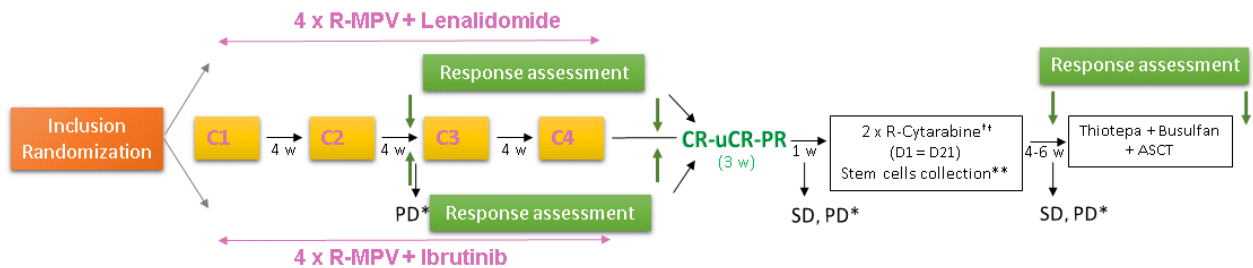 4 x R-MPV + Lenalidomide
Response assessment
Response assessment
Inclusion
Randomization
C1
4 w
C2
4 w
C3
4 w
C4
CR-uCR-PR
(3 w)
1 w
2 x R-Cytarabine††
(D1 = D21)
Stem cells collection**
4-6 w
Thiotepa + Busulfan
+ ASCT
PD*
Response assessment
SD, PD*
SD, PD*
4 x R-MPV + Ibrutinib